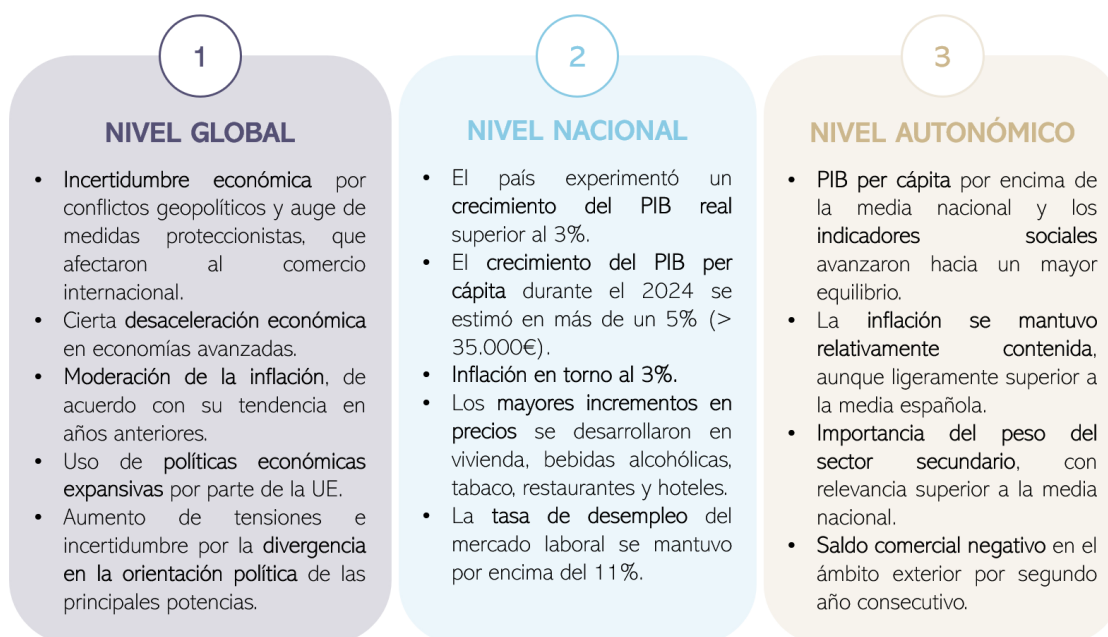 1
NIVEL GLOBAL
• Incertidumbre económica por
conflictos geopolíticos y auge de
medidas proteccionistas, que
afectaron al comercio
internacional.
• Cierta desaceleración económica
en economías avanzadas.
• Moderación de la inflación, de
acuerdo con su tendencia en
años anteriores.
• Uso de políticas económicas
expansivas por parte de la UE.
• Aumento de tensiones e
incertidumbre por la divergencia
en la orientación política de las
principales potencias.
2
NIVEL NACIONAL
• El país experimentó un
crecimiento del PIB real
superior al 3%.
• El crecimiento del PIB per
cápita durante el 2024 se
estimó en más de un 5% (>
35.000€).
• Inflación en torno al 3%.
• Los mayores incrementos en
precios se desarrollaron en
vivienda, bebidas alcohólicas,
tabaco, restaurantes y hoteles.
• La tasa de desempleo del
mercado laboral se mantuvo
por encima del 11%.
3
NIVEL AUTONÓMICO
• PIB per cápita por encima de
la media nacional y los
indicadores sociales
avanzaron hacia un mayor
equilibrio.
• La inflación se mantuvo
relativamente contenida,
aunque ligeramente superior a
la media española.
• Importancia del peso del
sector secundario, con
relevancia superior a la media
nacional.
• Saldo comercial negativo en el
ámbito exterior por segundo
año consecutivo.